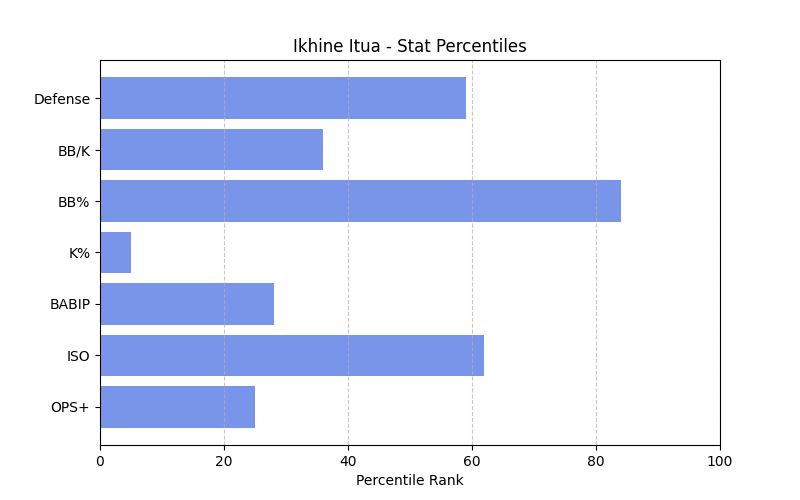 Ikhine Itua - Stat Percentiles
Defense
BB/K
BB%
K%
BABIP
ISO
OPS+
0 20 40 60 80 100
Percentile Rank